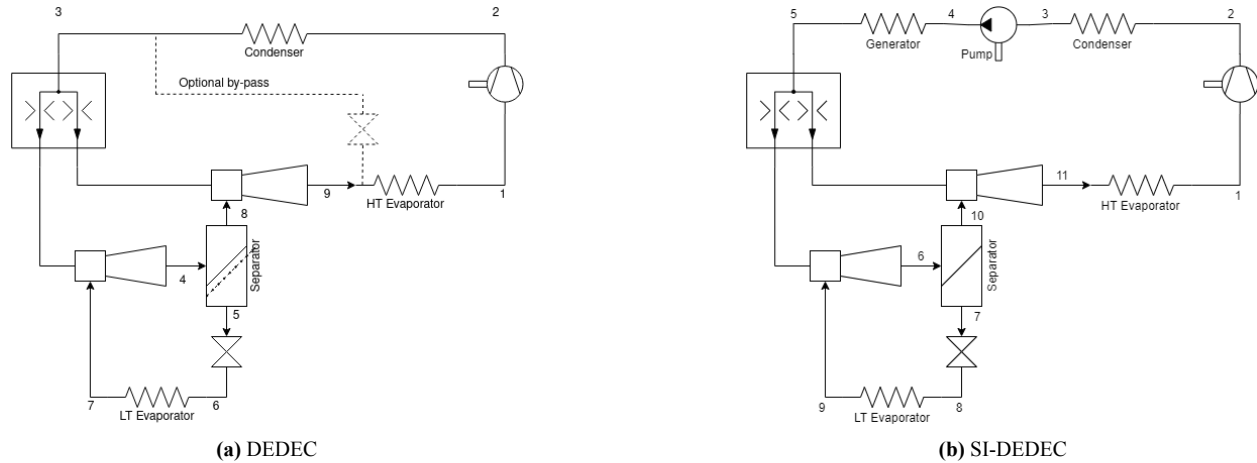 3
2
Condenser
Optional by-pass
9
HT Evaporator
1
8
Separator
4
5
7
LT Evaporator
6
(a) DEDEC
5
4
3
2
Generator
Pump
Condenser
11
HT Evaporator
1
10
Separator
6
7
9
LT Evaporator
8
(b) SI-DEDEC